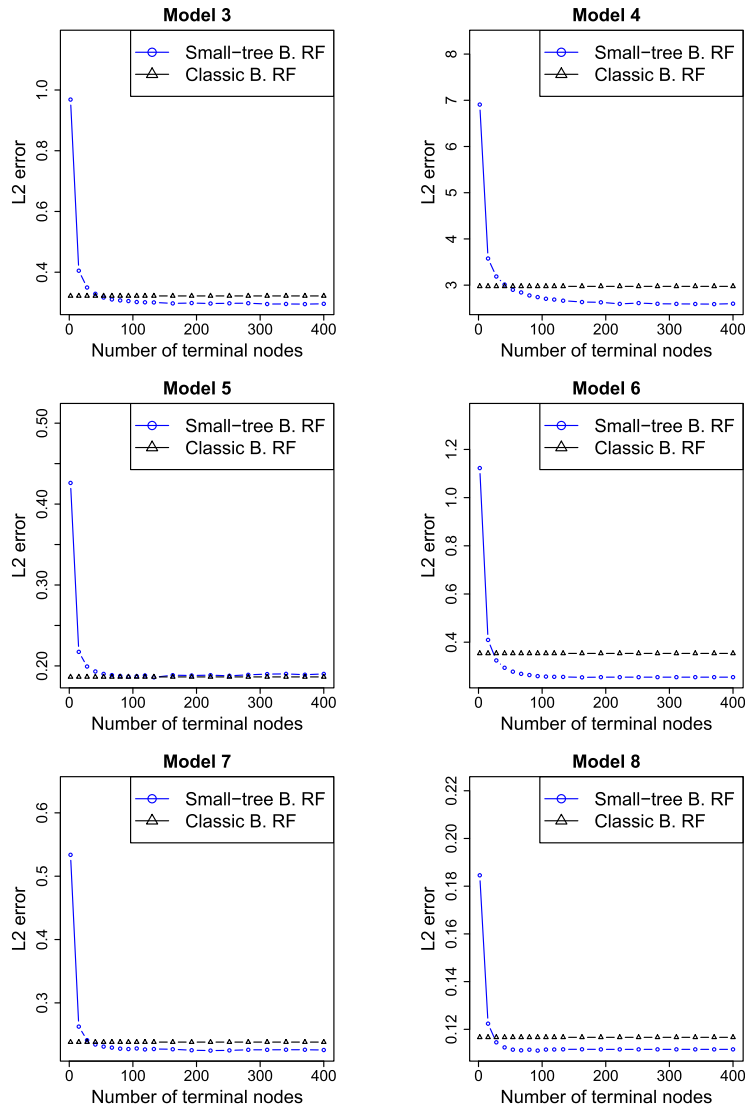 Model 3
Small−tree B. RF
Classic B. RF
L2 error
0.4 0.6 0.8 1.0
0 100 200 300 400
Number of terminal nodes
Model 4
Small−tree B. RF
Classic B. RF
L2 error
3 4 5 6 7 8
0 100 200 300 400
Number of terminal nodes
Model 5
Small−tree B. RF
Classic B. RF
L2 error
0.20 0.30 0.40 0.50
0 100 200 300 400
Number of terminal nodes
Model 6
Small−tree B. RF
Classic B. RF
L2 error
0.4 0.6 0.8 1.0 1.2
0 100 200 300 400
Number of terminal nodes
Model 7
Small−tree B. RF
Classic B. RF
L2 error
0.3 0.4 0.5 0.6
0 100 200 300 400
Number of terminal nodes
Model 8
Small−tree B. RF
Classic B. RF
L2 error
0.12 0.14 0.16 0.18 0.20 0.22
0 100 200 300 400
Number of terminal nodes